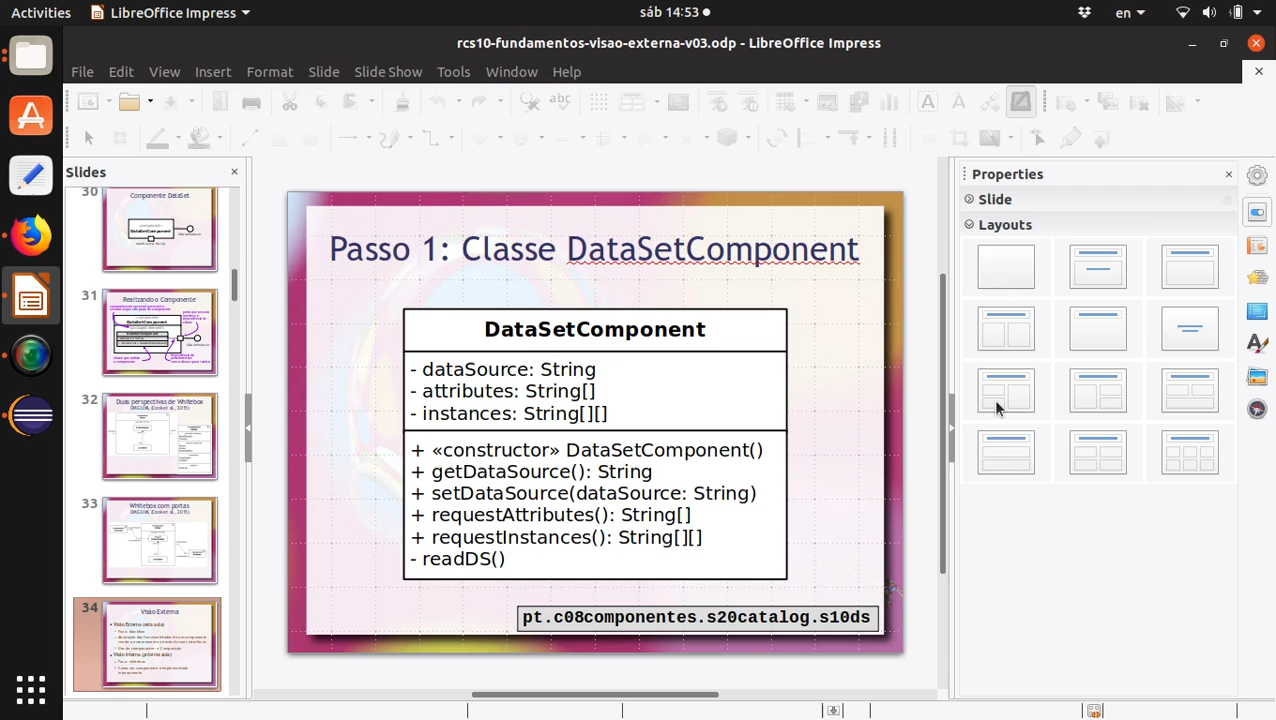 Activities LibreOffice Impress sáb 14:53 en
rcs10-fundamentos-visao-externa-v03.odp - LibreOffice Impress
File Edit View Insert Format Slide Slide Show Tools Window Help
Slides
30
Componente DataSet
31
Realizando o Componente
32
Duas perspectivas de Whitebox
33
Whitebox com portas
34
Visão Externa
Passo 1: Classe DataSetComponent
DataSetComponent
- dataSource: String
- attributes: String[]
- instances: String[][]
+ «constructor» DataSetComponent()
+ getDataSource(): String
+ setDataSource(dataSource: String)
+ requestAttributes(): String[]
+ requestInstances(): String[][]
- readDS()
pt.c08componentes.s20catalog.s10ds
Properties
Slide
Layouts